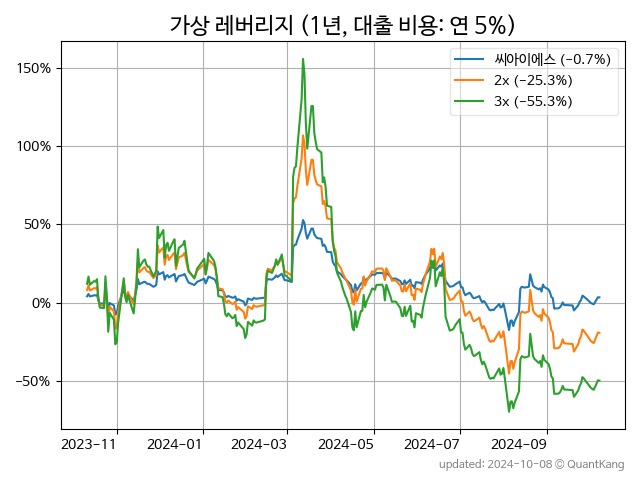 가상 레버리지 (1년, 대출 비용: 연 5%)
씨아이에스 (−0.7%)
2x (−25.3%)
3x (−55.3%)
150%
100%
50%
0%
−50%
2023-11 2024-01 2024-03 2024-05 2024-07 2024-09
updated: 2024-10-08 © QuantKang